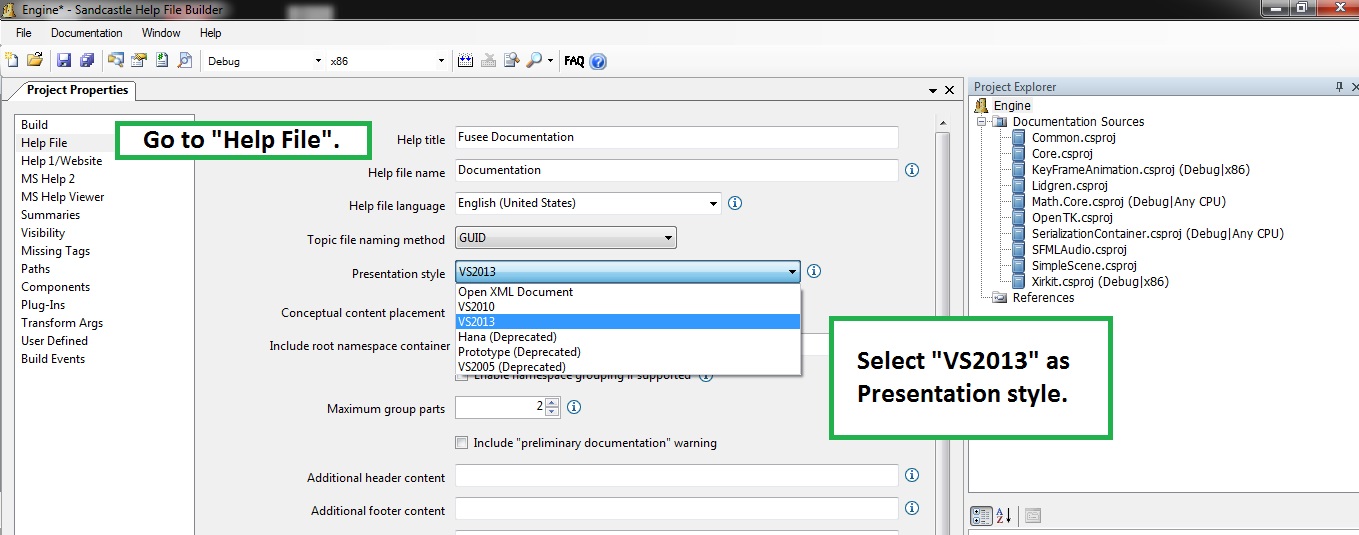 Engine* - Sandcastle Help File Builder
File Documentation Window Help
Debug x86 FAQ
Project Properties
Build
Help File
Help 1/Website
MS Help 2
MS Help Viewer
Summaries
Visibility
Missing Tags
Paths
Components
Plug-Ins
Transform Args
User Defined
Build Events
Go to "Help File".
Help title Fusee Documentation
Help file name Documentation
Help file language English (United States)
Topic file naming method GUID
Presentation style VS2013
Open XML Document
VS2010
VS2013
Hana (Deprecated)
Prototype (Deprecated)
VS2005 (Deprecated)
Conceptual content placement
Include root namespace container
Enable namespace grouping if supported
Maximum group parts 2
Include "preliminary documentation" warning
Additional header content
Additional footer content
Select "VS2013" as
Presentation style.
Project Explorer
Engine
Documentation Sources
Common.csproj
Core.csproj
KeyFrameAnimation.csproj (Debug|x86)
Lidgren.csproj
Math.Core.csproj (Debug|Any CPU)
OpenTK.csproj
SerializationContainer.csproj (Debug|Any CPU)
SFMLAudio.csproj
SimpleScene.csproj
Xirkit.csproj (Debug|x86)
References